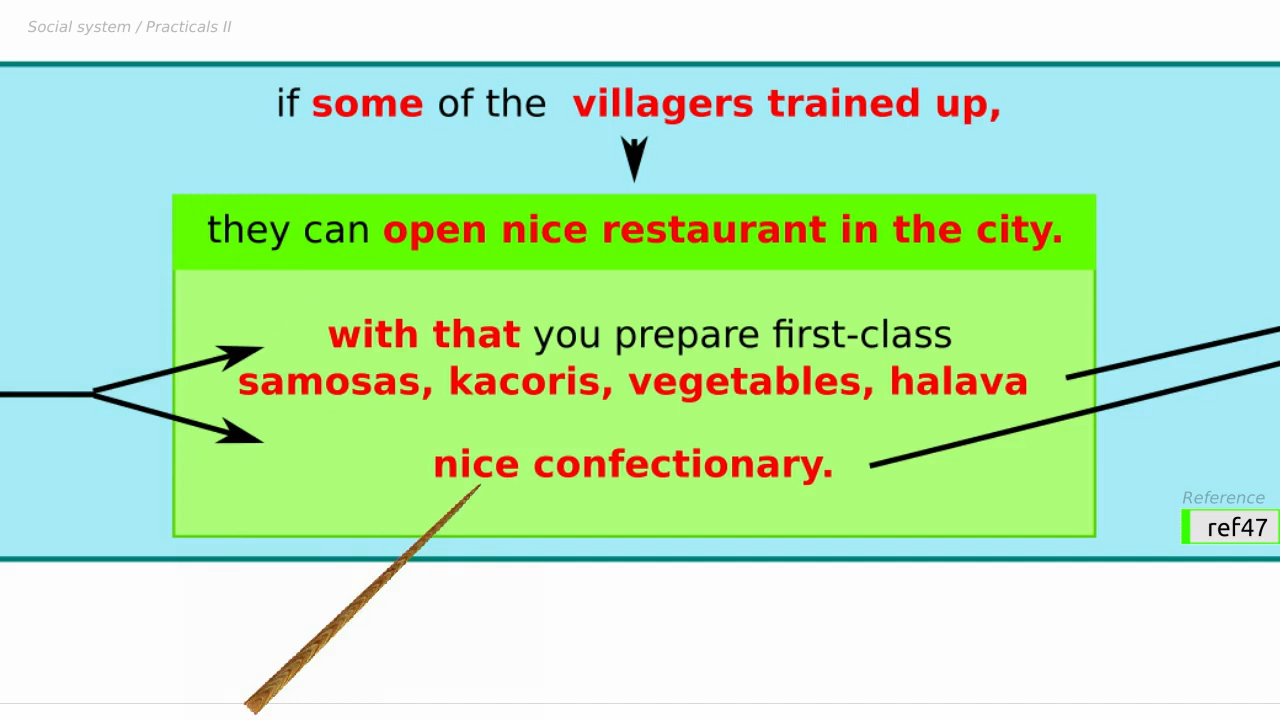 Social system / Practicals II
if some of the villagers trained up,
they can open nice restaurant in the city.
with that you prepare first-class
samosas, kacoris, vegetables, halava
nice confectionary.
Reference
ref47